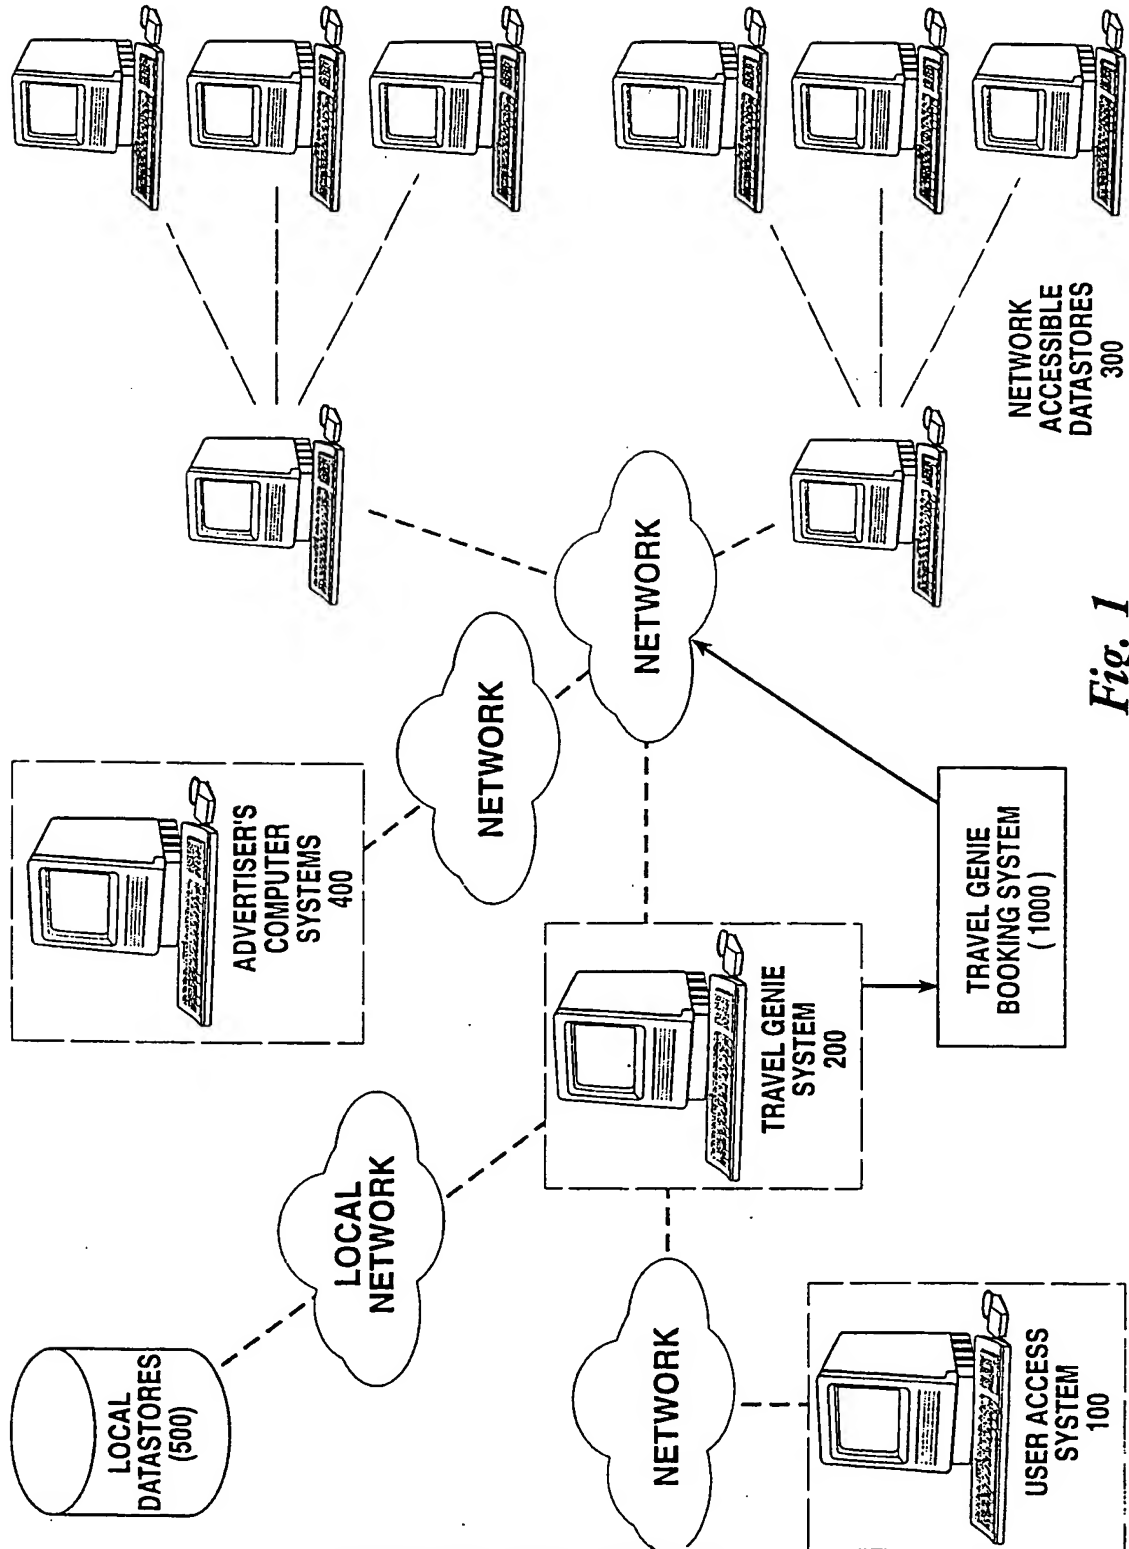 LOCAL
DATASTORES
(500)
LOCAL
NETWORK
ADVERTISER'S
COMPUTER
SYSTEMS
400
NETWORK
NETWORK
TRAVEL GENIE
SYSTEM
200
NETWORK
USER ACCESS
SYSTEM
100
TRAVEL GENIE
BOOKING SYSTEM
(1000)
NETWORK
ACCESSIBLE
DATASTORES
300
Fig. 1